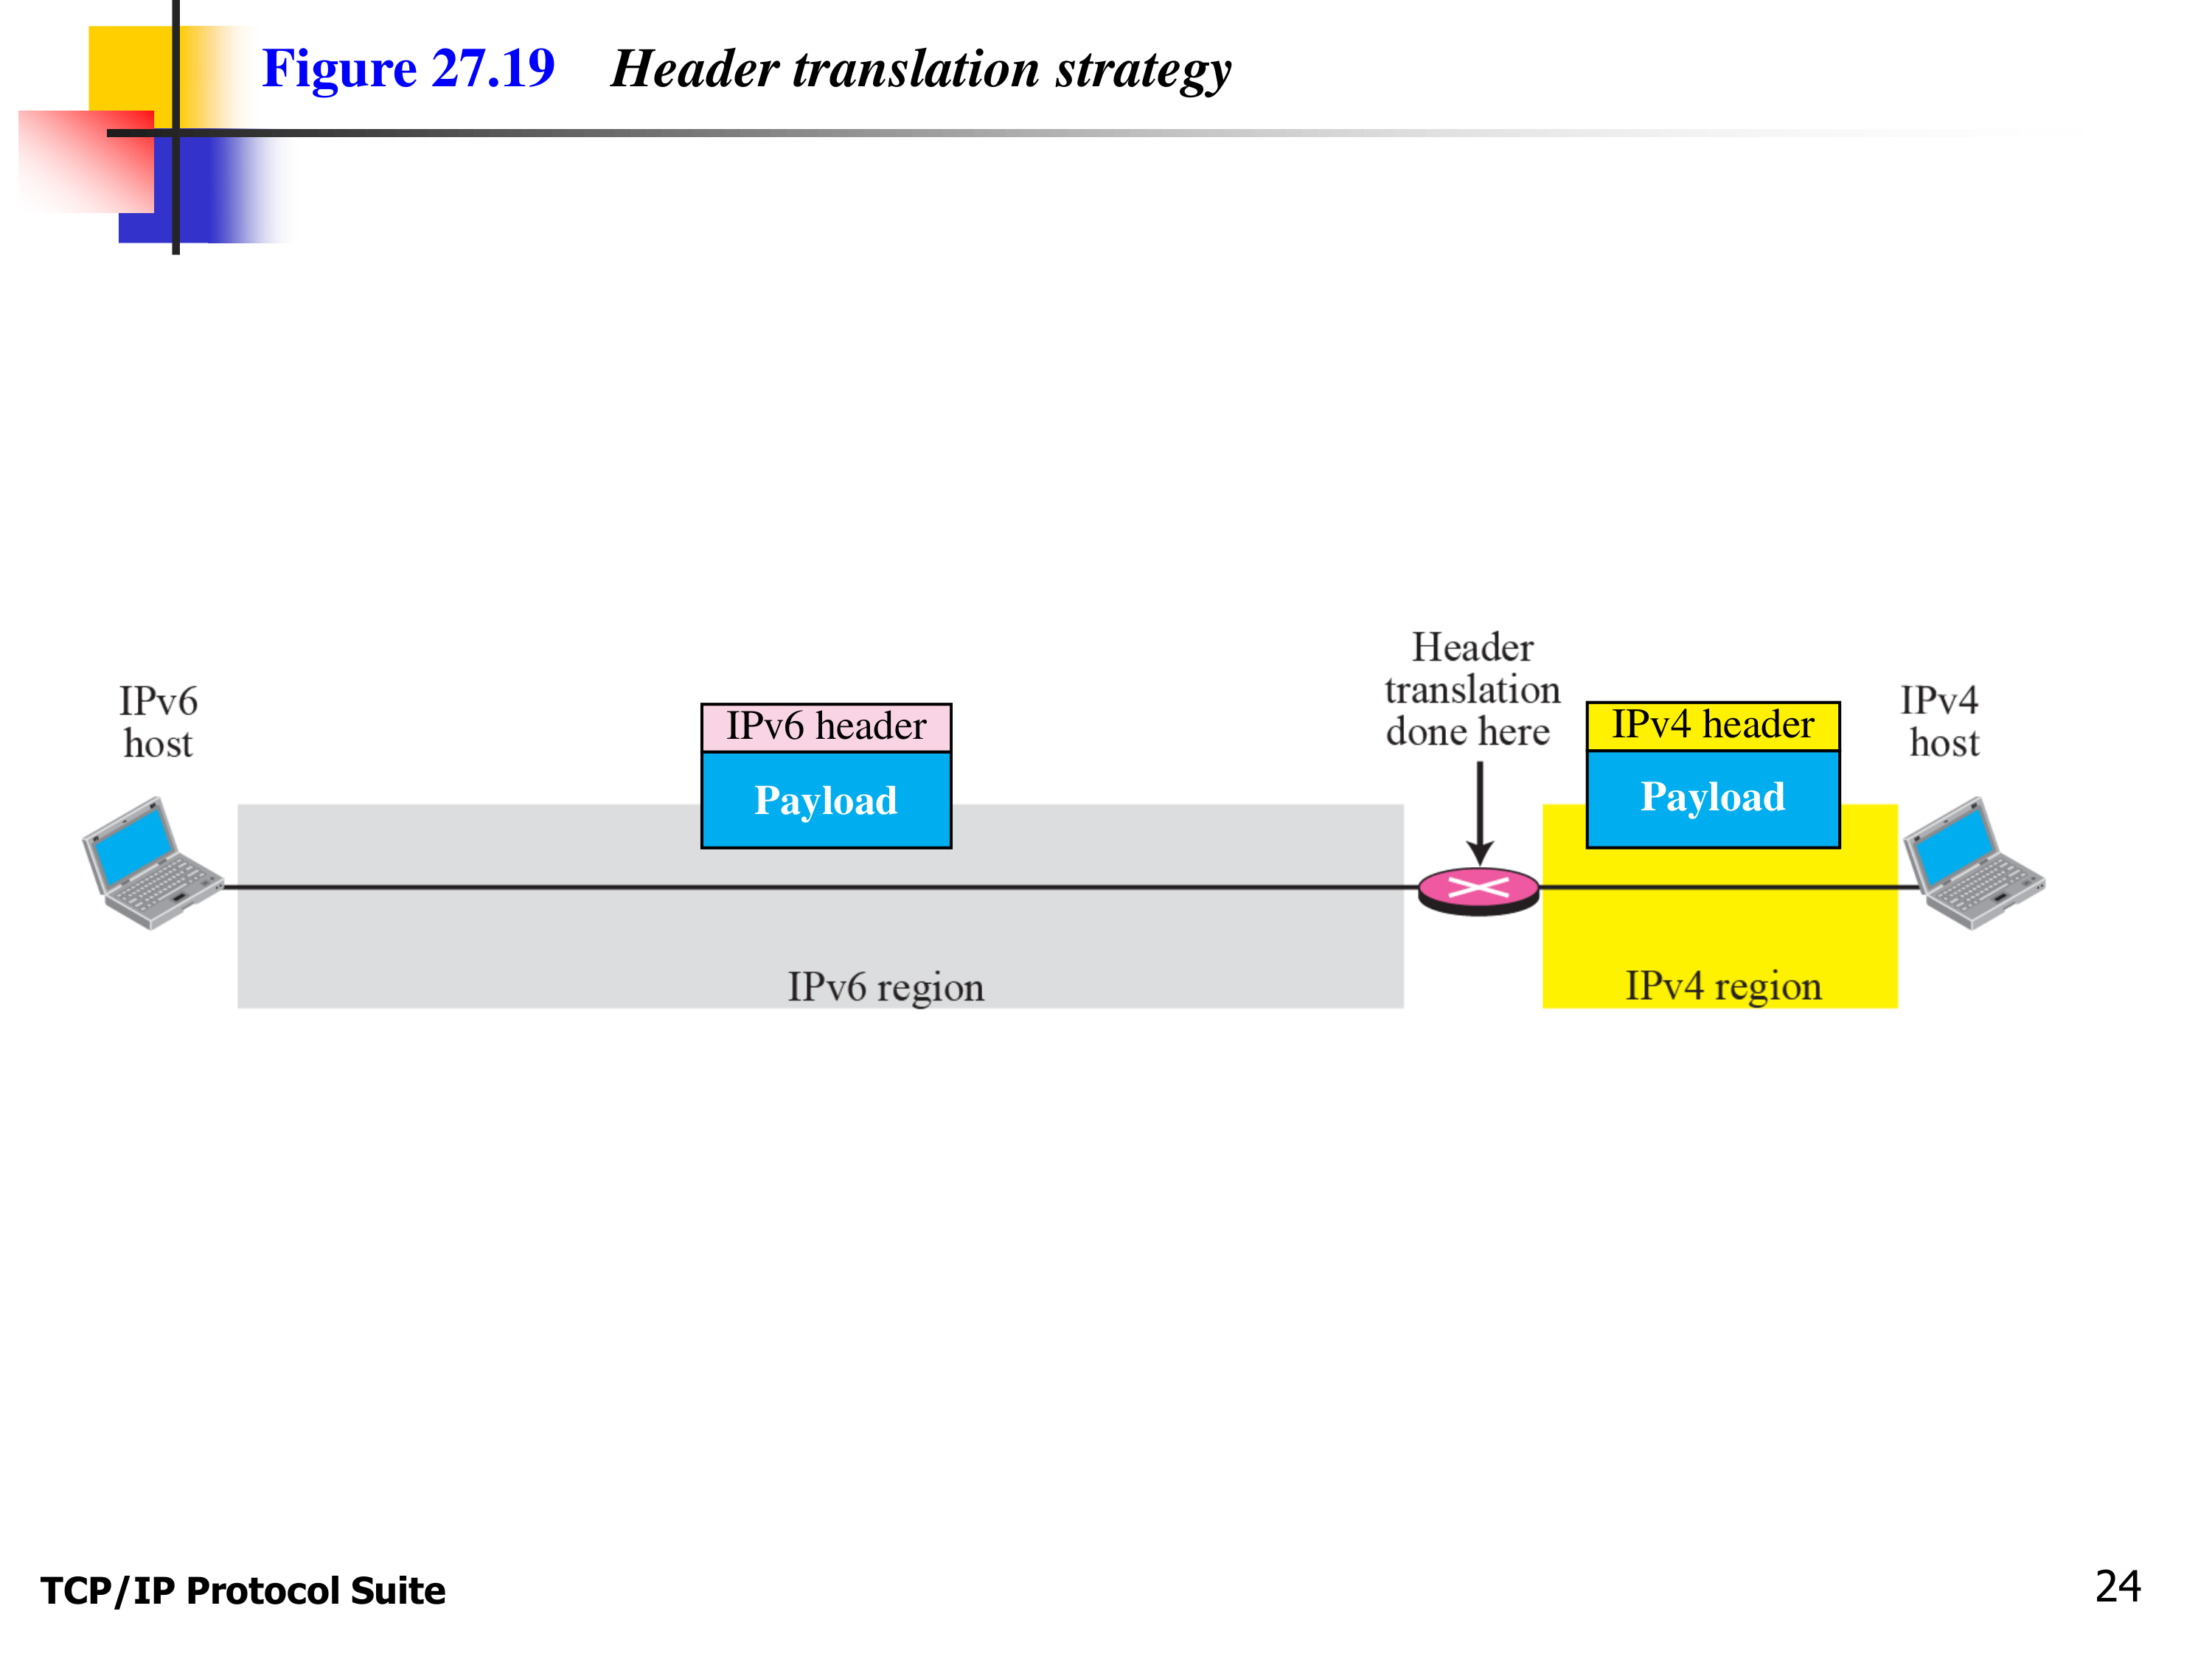 Figure 27.19 Header translation strategy
Header
translation
done here
IPv6
host
IPv6 header
Payload
IPv4 header
Payload
IPv4
host
IPv6 region
IPv4 region
TCP/IP Protocol Suite
24